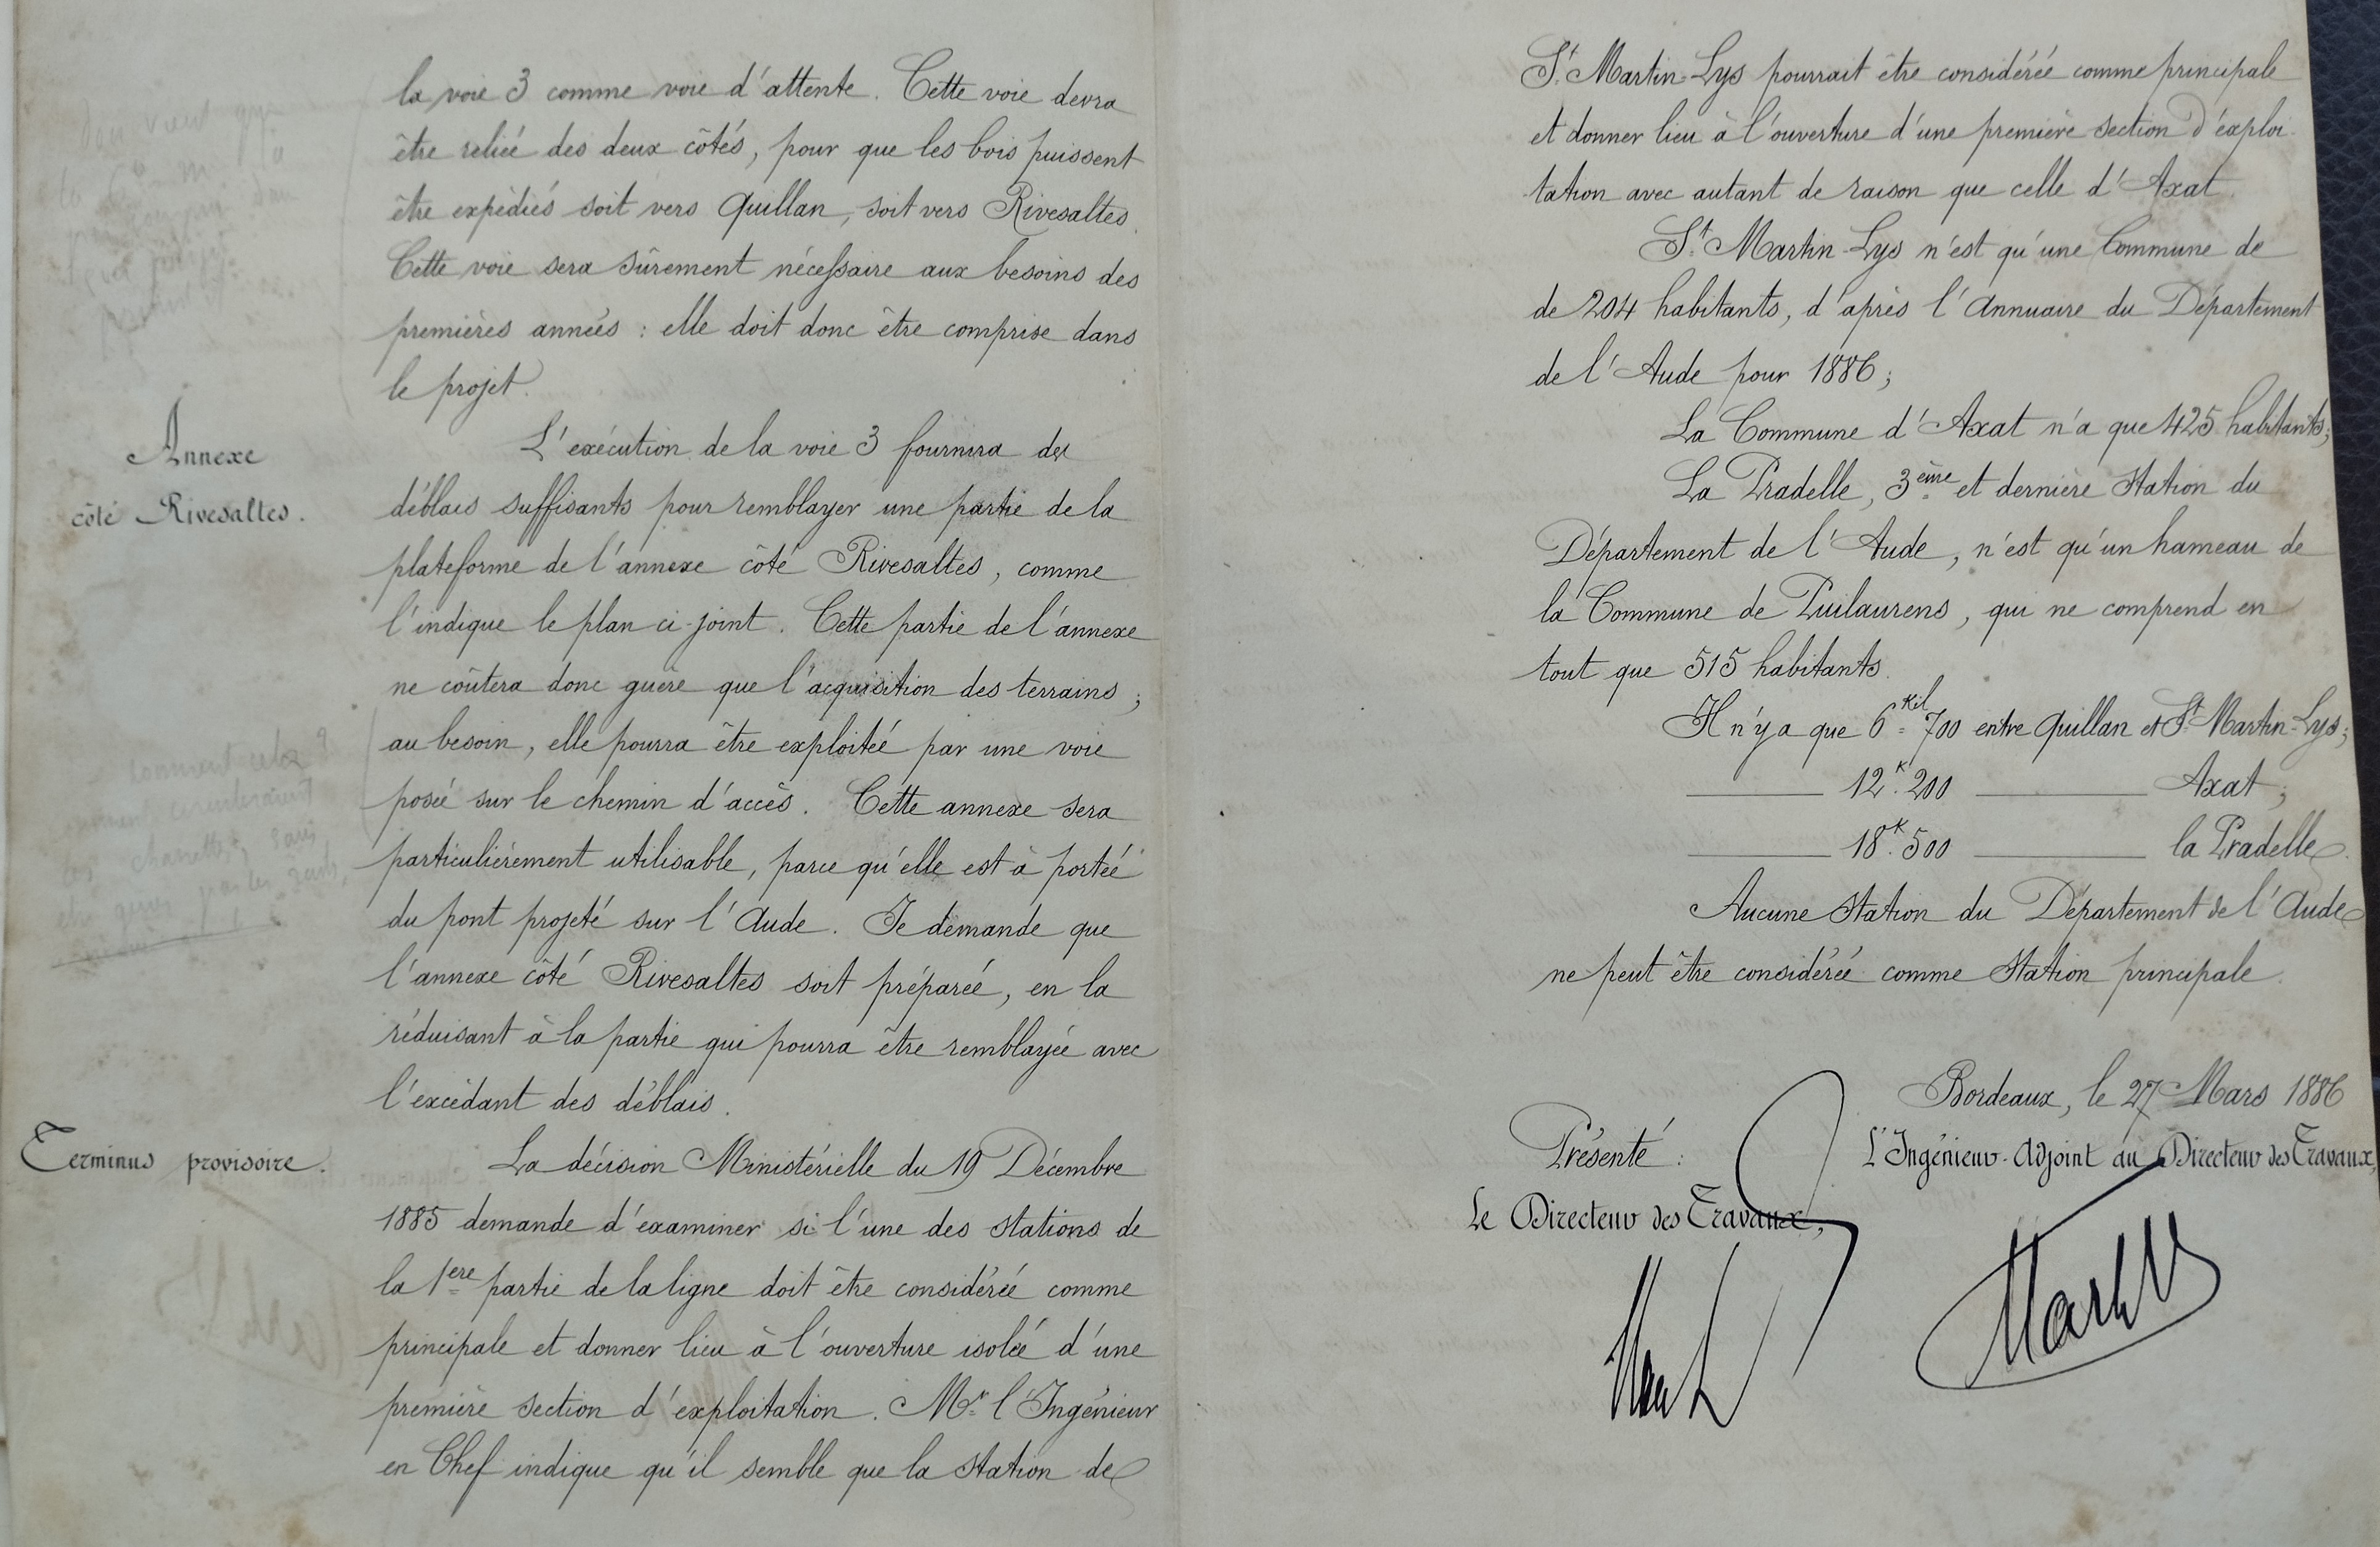 la voie 3 comme voie d'attente. Cette voie devra
être reliée des deux côtés, pour que les bois puissent
être expédiés soit vers Quillan, soit vers Rivesaltes.
Cette voie sera sûrement nécessaire aux besoins des
premières années : elle doit donc être comprise dans
le projet.
Annexe
côté Rivesaltes.
L'exécution de la voie 3 fournira des
déblais suffisants pour remblayer une partie de la
plateforme de l'annexe côté Rivesaltes, comme
l'indique le plan ci-joint. Cette partie de l'annexe
ne coûtera donc guère que l'acquisition des terrains ;
au besoin, elle pourra être exploitée par une voie
posée sur le chemin d'accès. Cette annexe sera
particulièrement utilisable, parce qu'elle est à portée
du pont projeté sur l'Aude. Je demande que
l'annexe côté Rivesaltes soit préparée, en la
réduisant à la partie qui pourra être remblayée avec
l'excédant des déblais.
comment cela ?
charrettes, sans
Terminus provisoire.
La décision Ministérielle du 19 Décembre
1885 demande d'examiner si l'une des stations de
la 1ère partie de la ligne doit être considérée comme
principale et donner lieu à l'ouverture isolée d'une
première section d'exploitation. Mr l'Ingénieur
en Chef indique qu'il semble que la station de
St. Martin-Lys pourrait être considérée comme principale
et donner lieu à l'ouverture d'une première section d'exploi-
tation avec autant de raison que celle d'Axat.
St. Martin-Lys n'est qu'une Commune de
de 204 habitants, d'après l'Annuaire du Département
de l'Aude pour 1886 ;
La Commune d'Axat n'a que 425 habitants ;
La Pradelle, 3ème et dernière Station du
Département de l'Aude, n'est qu'un hameau de
la Commune de Puilaurens, qui ne comprend en
tout que 515 habitants.
Il n'y a que 6 Kil. 700 entre Quillan et St. Martin-Lys ;
——— 12 K. 200 ——— Axat ;
——— 18 K. 500 ——— la Pradelle.
Aucune Station du Département de l'Aude
ne peut être considérée comme Station principale.
Bordeaux, le 27 Mars 1886
Présenté :
L'Ingénieur-Adjoint au Directeur des Travaux,
Le Directeur des Travaux,